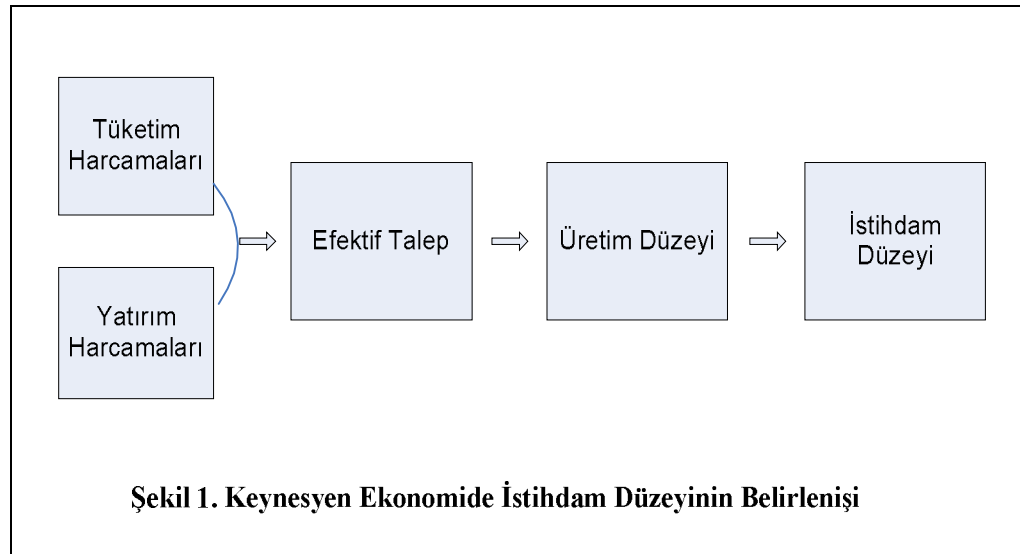 Tüketim
Harcamaları
Yatırım
Harcamaları
Efektif Talep
Üretim Düzeyi
İstihdam
Düzeyi
Şekil 1. Keynesyen Ekonomide İstihdam Düzeyinin Belirlenişi